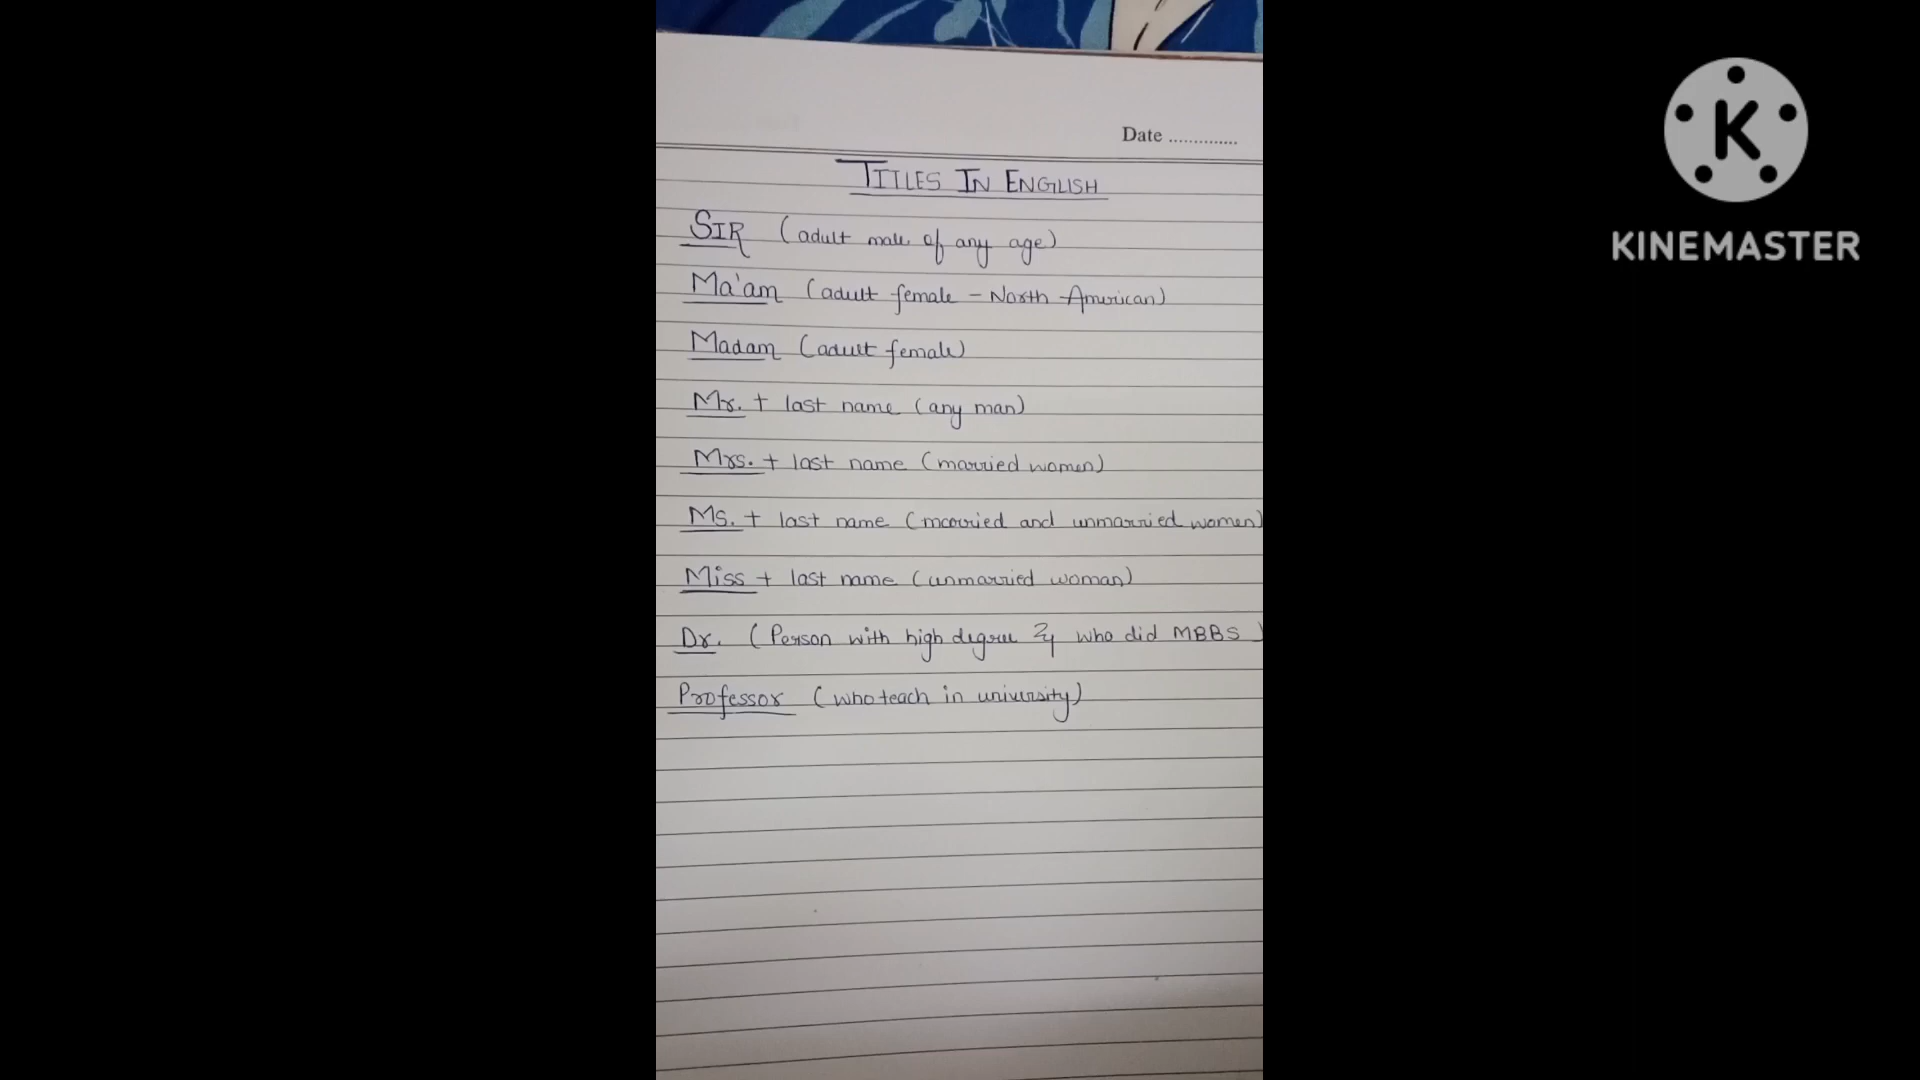 Date ..............
TITLES IN ENGLISH
SIR (adult male of any age)
Ma'am (adult female - North American)
Madam (adult female)
Mr. + last name (any man)
Mrs. + last name (married women)
Ms. + last name (married and unmarried women)
Miss + last name (unmarried woman)
Dr. (Person with high degree & who did MBBS)
Professor (who teach in university)
K
KINEMASTER